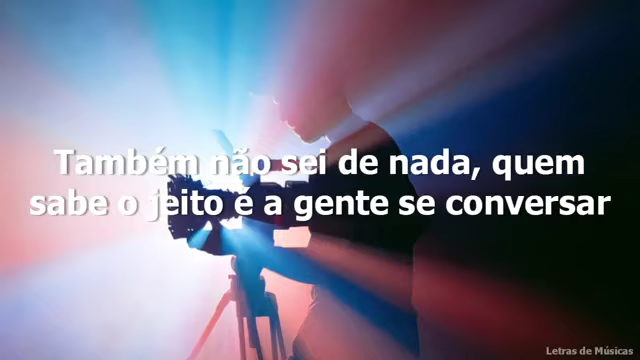 Também não sei de nada, quem
sabe o jeito é a gente se conversar
Letras de Músicas